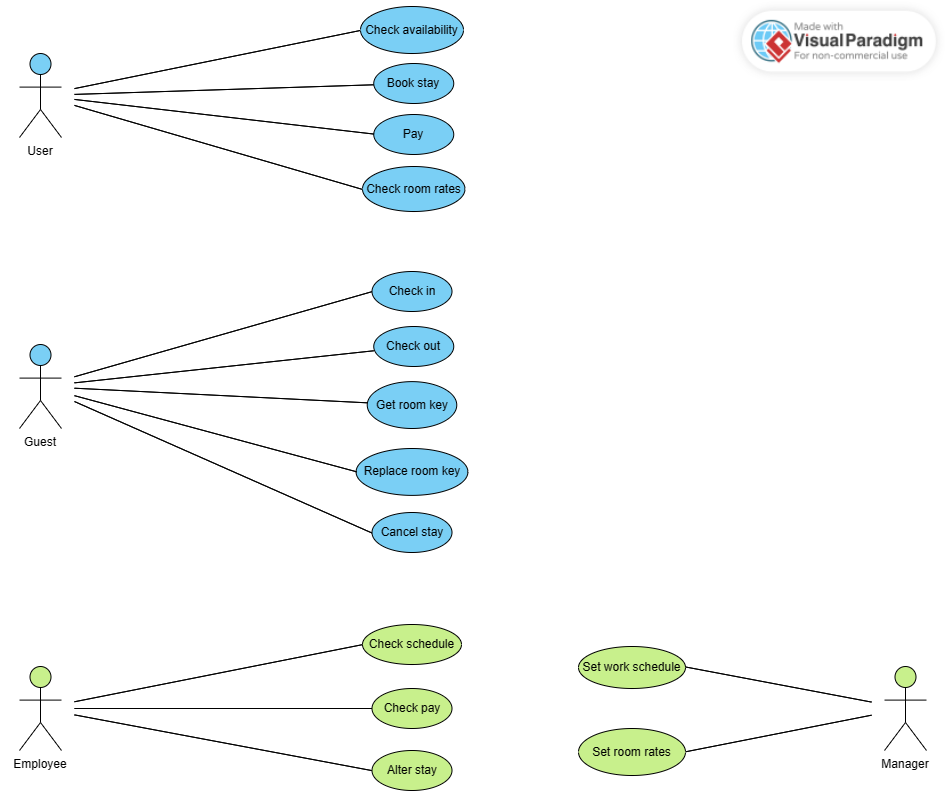 Made with
Visual Paradigm
For non-commercial use
Check availability
Book stay
Pay
Check room rates
User
Check in
Check out
Get room key
Replace room key
Cancel stay
Guest
Check schedule
Check pay
Alter stay
Employee
Set work schedule
Set room rates
Manager